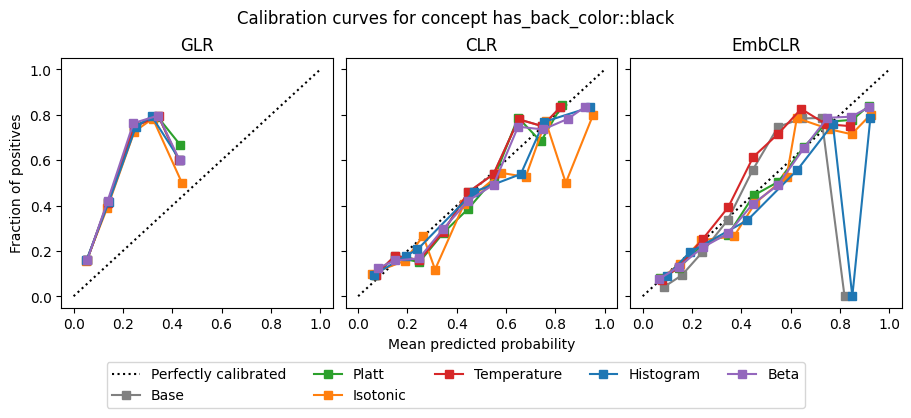 Calibration curves for concept has_back_color::black
GLR CLR EmbCLR
Fraction of positives
1.0
0.8
0.6
0.4
0.2
0.0
0.0 0.2 0.4 0.6 0.8 1.0 0.0 0.2 0.4 0.6 0.8 1.0 0.0 0.2 0.4 0.6 0.8 1.0
Mean predicted probability
Perfectly calibrated Platt Temperature Histogram Beta
Base Isotonic